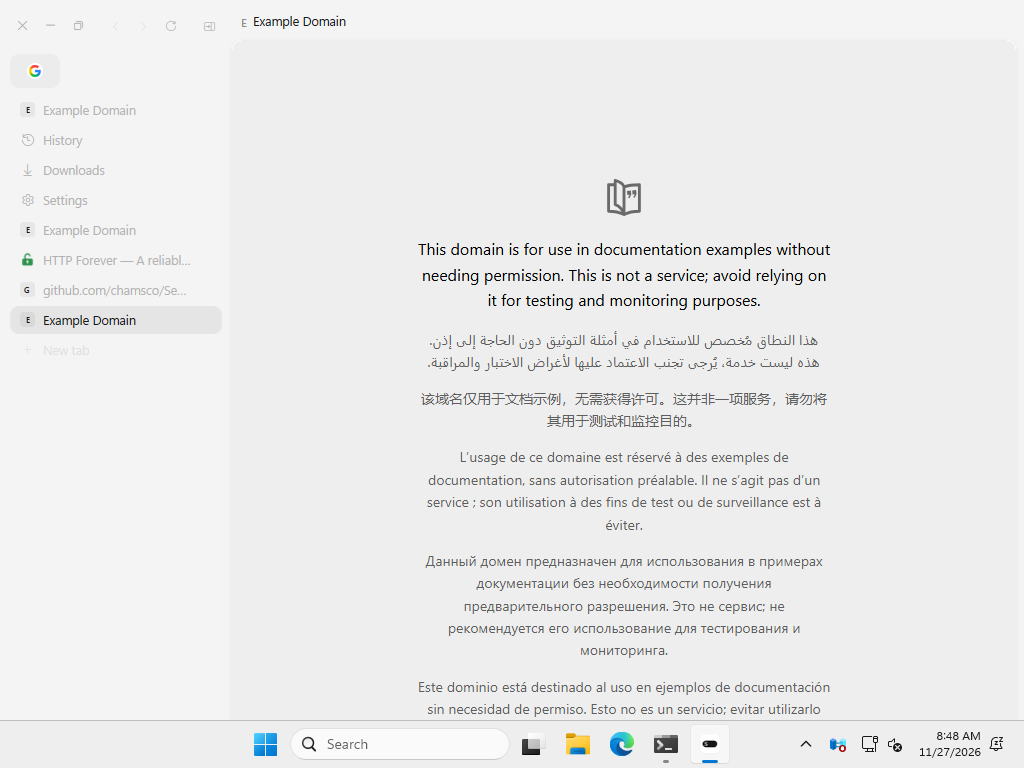 E Example Domain
G
E Example Domain
History
Downloads
Settings
E Example Domain
HTTP Forever — A reliabl...
G github.com/chamsco/Se...
E Example Domain
+ New tab
This domain is for use in documentation examples without
needing permission. This is not a service; avoid relying on
it for testing and monitoring purposes.
هذا النطاق مُخصص للاستخدام في أمثلة التوثيق دون الحاجة إلى إذن.
هذه ليست خدمة، يُرجى تجنب الاعتماد عليها لأغراض الاختبار والمراقبة.
该域名仅用于文档示例，无需获得许可。这并非一项服务，请勿将
其用于测试和监控目的。
L’usage de ce domaine est réservé à des exemples de
documentation, sans autorisation préalable. Il ne s’agit pas d’un
service ; son utilisation à des fins de test ou de surveillance est à
éviter.
Данный домен предназначен для использования в примерах
документации без необходимости получения
предварительного разрешения. Это не сервис; не
рекомендуется его использование для тестирования и
мониторинга.
Este dominio está destinado al uso en ejemplos de documentación
sin necesidad de permiso. Esto no es un servicio; evitar utilizarlo
Search
8:48 AM
11/27/2026